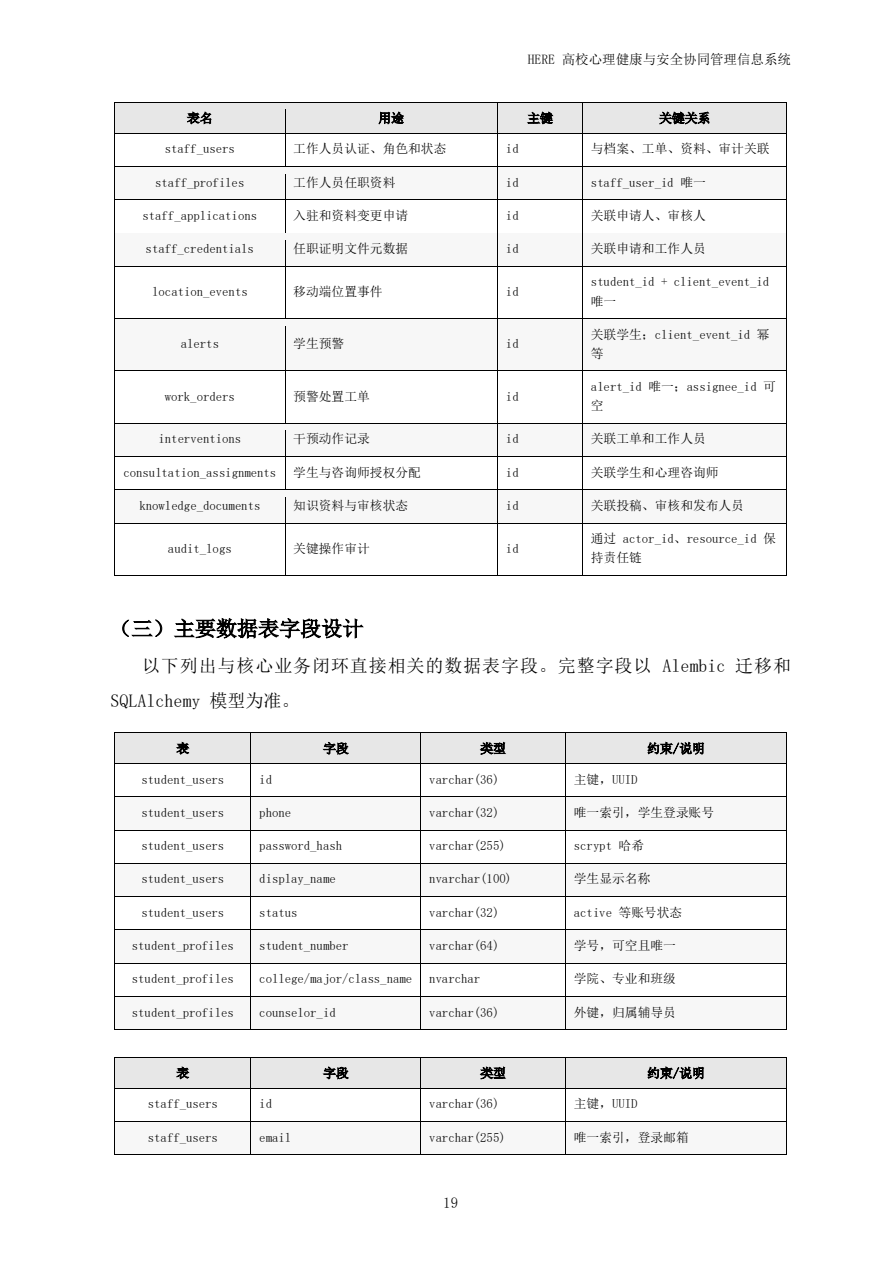 HERE 高校心理健康与安全协同管理信息系统
表名 用途 主键 关键关系
staff_users 工作人员认证、角色和状态 id 与档案、工单、资料、审计关联
staff_profiles 工作人员任职资料 id staff_user_id 唯一
staff_applications 入驻和资料变更申请 id 关联申请人、审核人
staff_credentials 任职证明文件元数据 id 关联申请和工作人员
location_events 移动端位置事件 id student_id + client_event_id
唯一
alerts 学生预警 id 关联学生；client_event_id 幂
等
work_orders 预警处置工单 id alert_id 唯一；assignee_id 可
空
interventions 干预动作记录 id 关联工单和工作人员
consultation_assignments 学生与咨询师授权分配 id 关联学生和心理咨询师
knowledge_documents 知识资料与审核状态 id 关联投稿、审核和发布人员
audit_logs 关键操作审计 id 通过 actor_id、resource_id 保
持责任链
（三）主要数据表字段设计
以下列出与核心业务闭环直接相关的数据表字段。完整字段以 Alembic 迁移和
SQLAlchemy 模型为准。
表 字段 类型 约束/说明
student_users id varchar(36) 主键，UUID
student_users phone varchar(32) 唯一索引，学生登录账号
student_users password_hash varchar(255) scrypt 哈希
student_users display_name nvarchar(100) 学生显示名称
student_users status varchar(32) active 等账号状态
student_profiles student_number varchar(64) 学号，可空且唯一
student_profiles college/major/class_name nvarchar 学院、专业和班级
student_profiles counselor_id varchar(36) 外键，归属辅导员
表 字段 类型 约束/说明
staff_users id varchar(36) 主键，UUID
staff_users email varchar(255) 唯一索引，登录邮箱
19